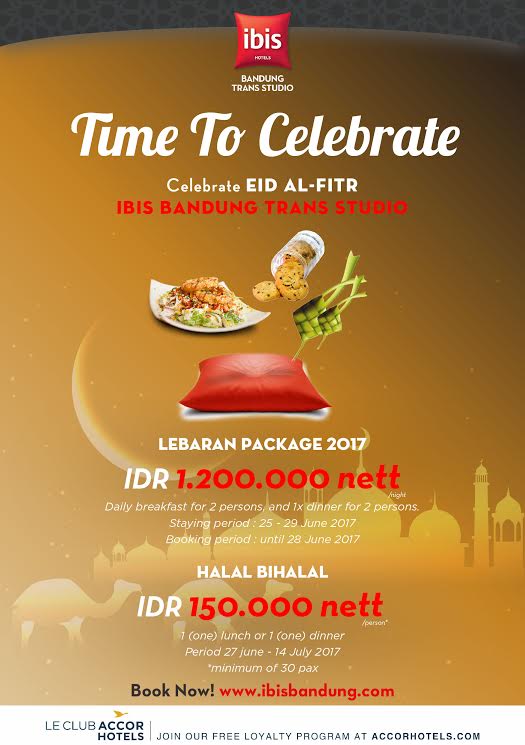 ibis
HOTELS
BANDUNG
TRANS STUDIO
Time To Celebrate
Celebrate EID AL-FITR
IBIS BANDUNG TRANS STUDIO
LEBARAN PACKAGE 2017
IDR 1.200.000 nett
/night
Daily breakfast for 2 persons, and 1x dinner for 2 persons.
Staying period : 25 - 29 June 2017
Booking period : until 28 June 2017
HALAL BIHALAL
IDR 150.000 nett
/person*
1 (one) lunch or 1 (one) dinner
Period 27 june - 14 July 2017
*minimum of 30 pax
Book Now! www.ibisbandung.com
LE CLUB ACCOR
HOTELS
JOIN OUR FREE LOYALTY PROGRAM AT ACCORHOTELS.COM